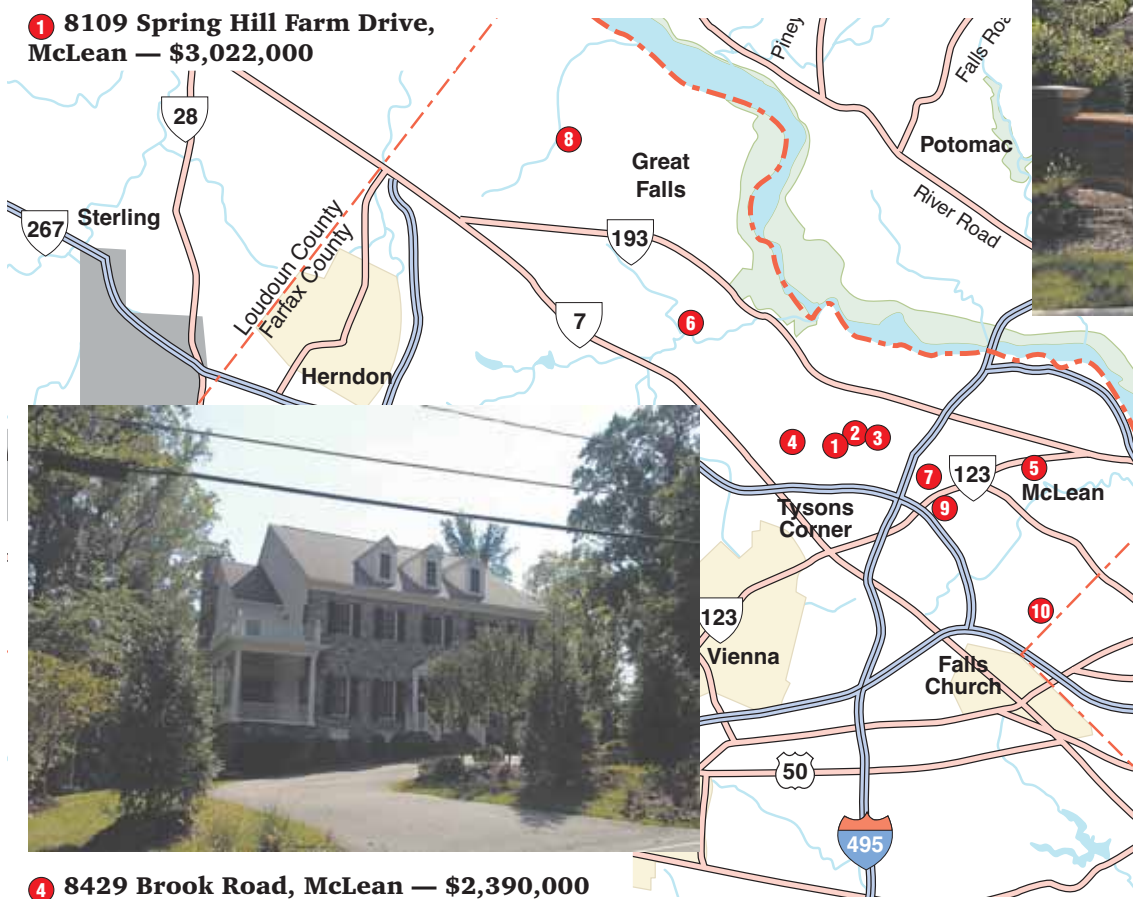 1 8109 Spring Hill Farm Drive,
McLean — $3,022,000
Piney
Falls
28
8
Great
Falls
Potomac
267
Sterling
193
River Road
Loudoun County
Farfax County
7
6
Herndon
4
1
2
3
7
123
5
McLean
9
Tysons
Corner
10
123
Vienna
Falls
Church
50
495
4 8429 Brook Road, McLean — $2,390,000